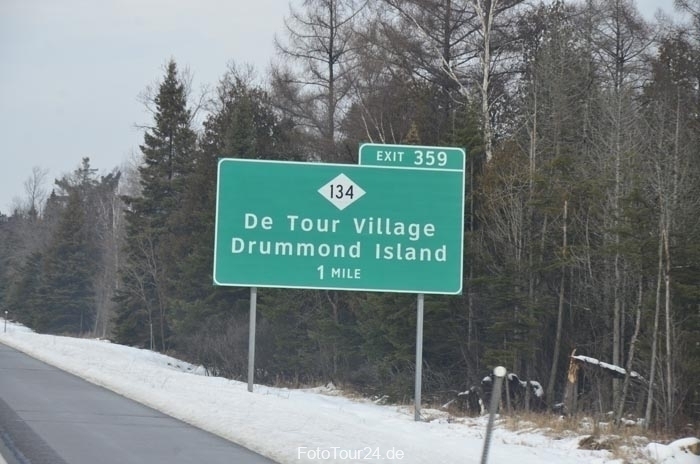 EXIT 359
134
De Tour Village
Drummond Island
1 MILE
FotoTour24.de